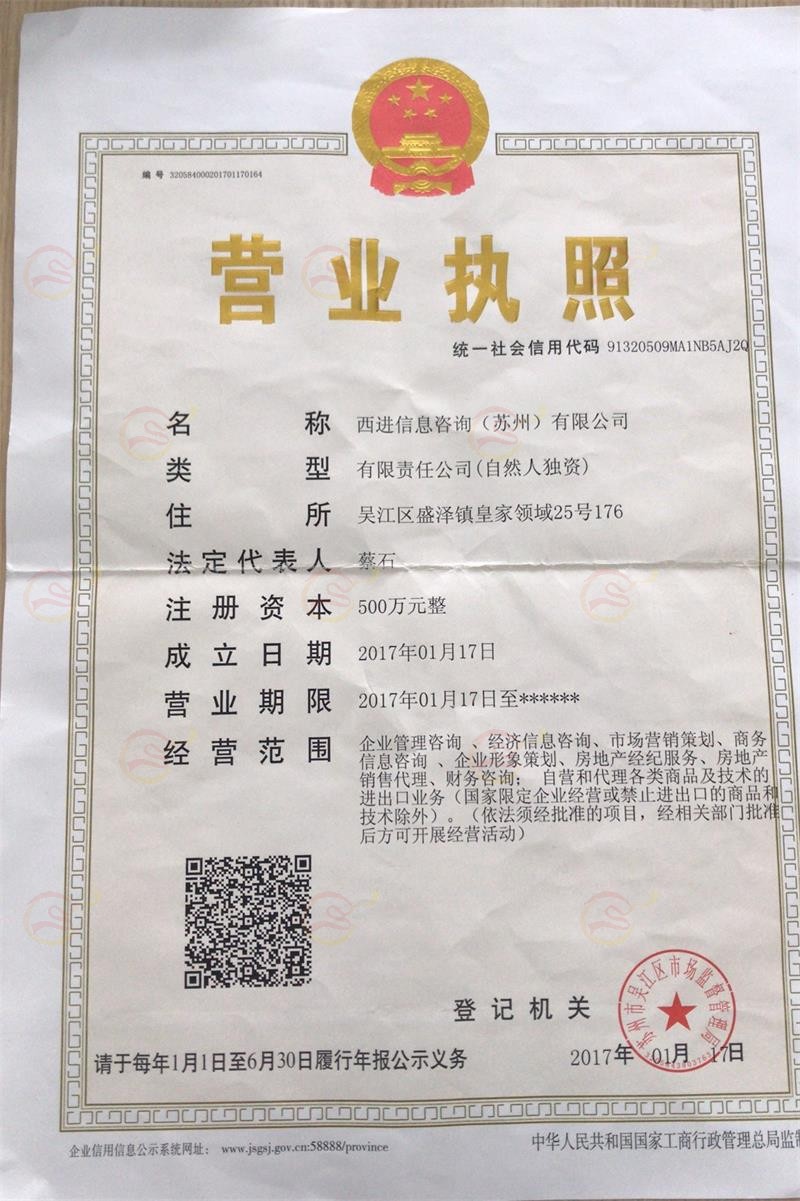 编号 320584000201701170164
营业执照
统一社会信用代码 91320509MA1NB5AJ2Q
名称 西进信息咨询（苏州）有限公司
类型 有限责任公司(自然人独资)
住所 吴江区盛泽镇皇家领域25号176
法定代表人 蔡石
注册资本 500万元整
成立日期 2017年01月17日
营业期限 2017年01月17日至******
经营范围 企业管理咨询、经济信息咨询、市场营销策划、商务
信息咨询、企业形象策划、房地产经纪服务、房地产
销售代理、财务咨询； 自营和代理各类商品及技术的
进出口业务（国家限定企业经营或禁止进出口的商品和
技术除外）。（依法须经批准的项目，经相关部门批准
后方可开展经营活动）
登记机关
苏州市吴江区市场监督管理局
请于每年1月1日至6月30日履行年报公示义务
2017年 01月 17日
企业信用信息公示系统网址： www.jsgsj.gov.cn:58888/province
中华人民共和国国家工商行政管理总局监制